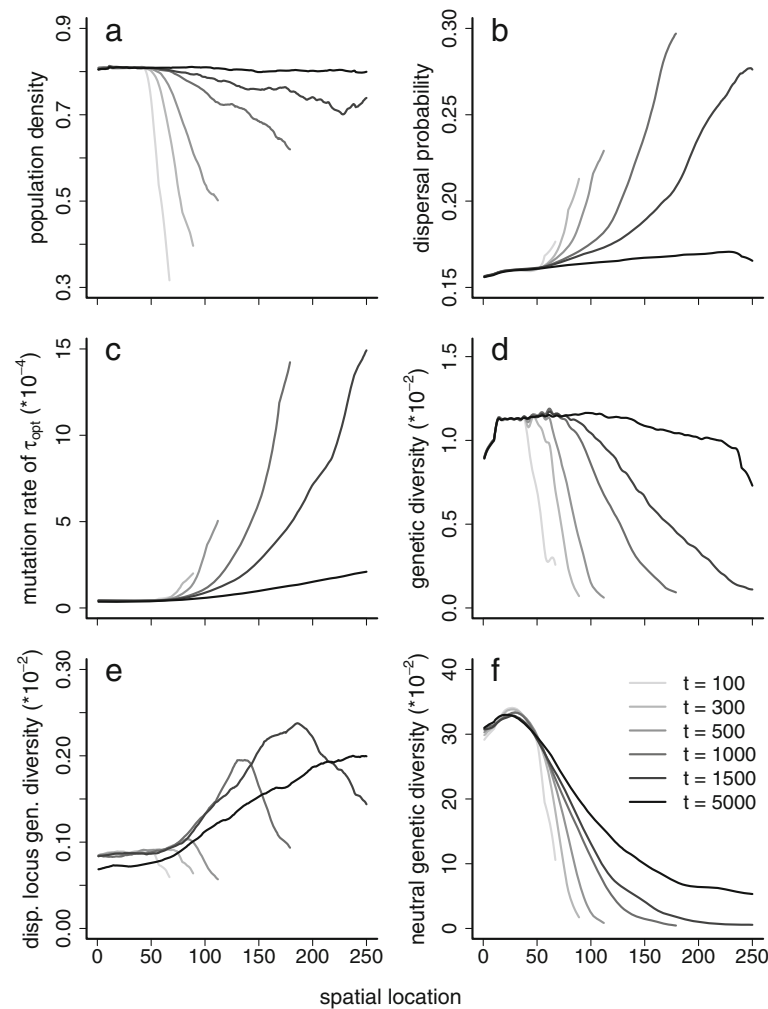 a
population density
0.3
0.5
0.7
0.9
b
dispersal probability
0.15
0.20
0.25
0.30
c
mutation rate of τopt (*10−4)
0
5
10
15
d
genetic diversity (*10−2)
0.0
0.5
1.0
1.5
e
disp. locus gen. diversity (*10−2)
0.00
0.10
0.20
0.30
0 50 100 150 200 250
f
neutral genetic diversity (*10−2)
0
10
20
30
40
t = 100
t = 300
t = 500
t = 1000
t = 1500
t = 5000
0 50 100 150 200 250
spatial location